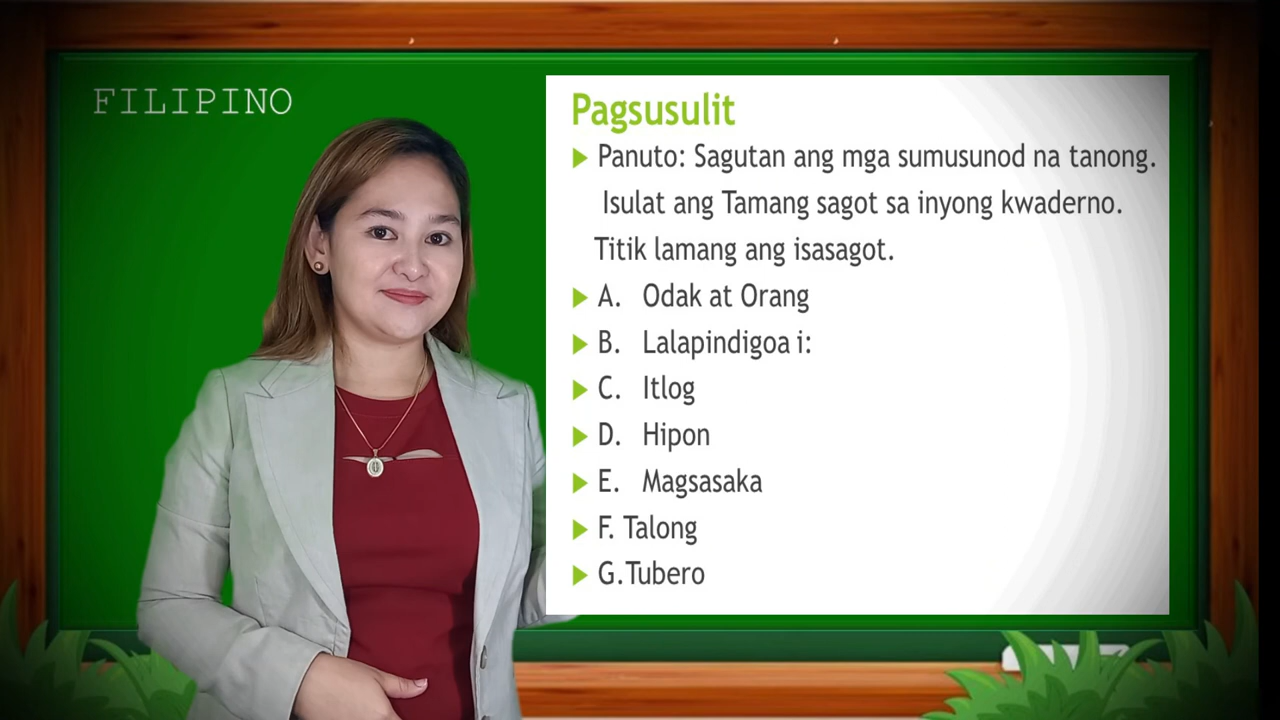 FILIPINO
Pagsusulit
Panuto: Sagutan ang mga sumusunod na tanong.
Isulat ang Tamang sagot sa inyong kwaderno.
Titik lamang ang isasagot.
A. Odak at Orang
B. Lalapindigoa i:
C. Itlog
D. Hipon
E. Magsasaka
F. Talong
G.Tubero